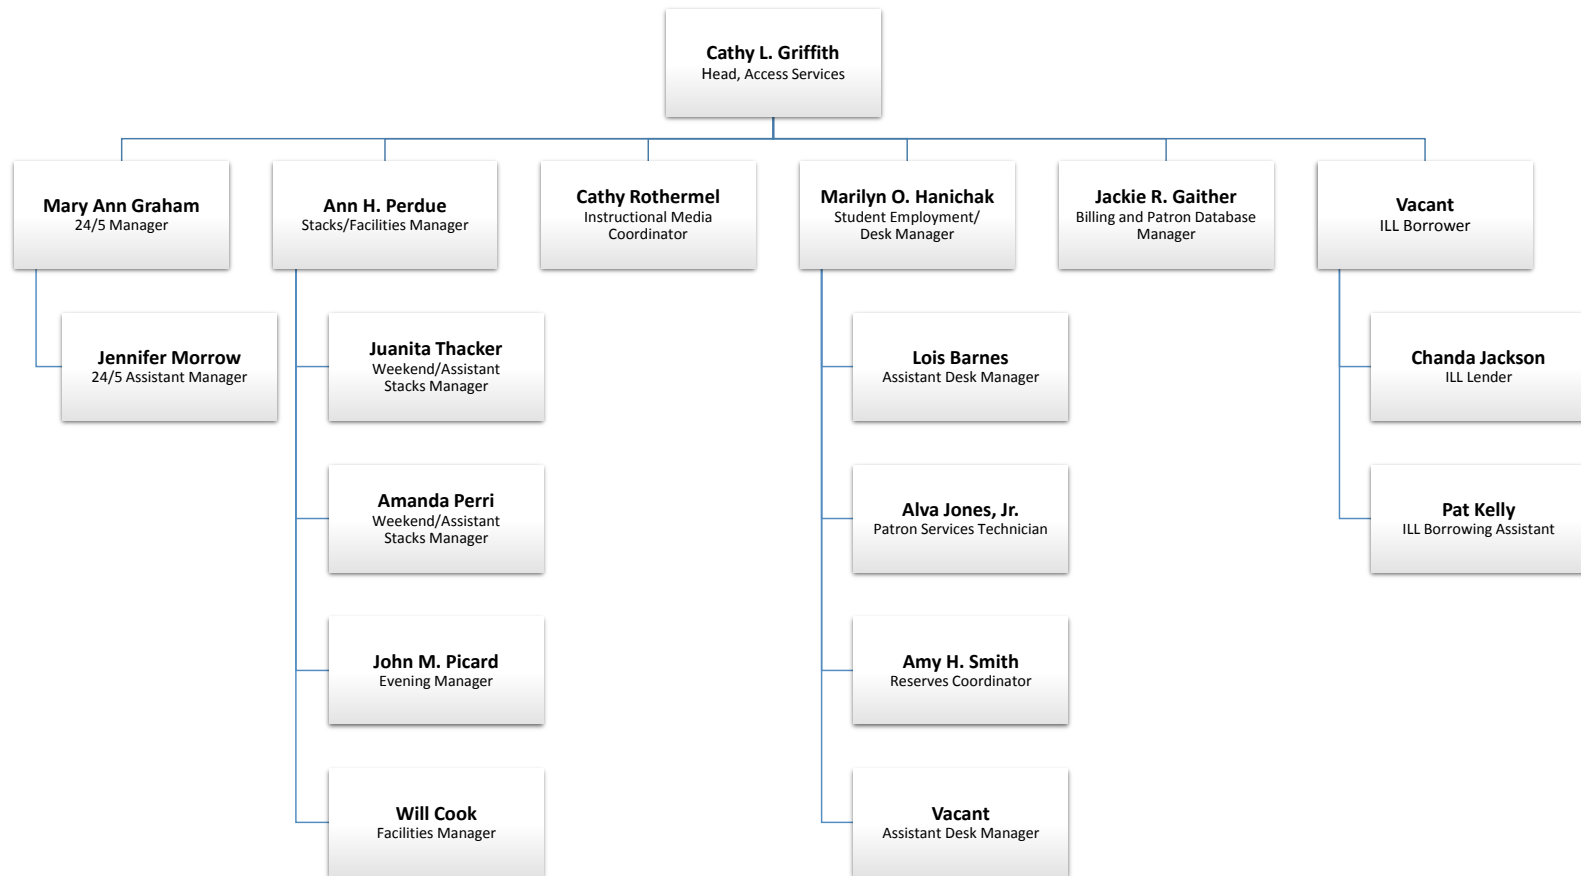 Cathy L. Griffith
Head, Access Services
Mary Ann Graham
24/5 Manager
Ann H. Perdue
Stacks/Facilities Manager
Cathy Rothermel
Instructional Media
Coordinator
Marilyn O. Hanichak
Student Employment/
Desk Manager
Jackie R. Gaither
Billing and Patron Database
Manager
Vacant
ILL Borrower
Jennifer Morrow
24/5 Assistant Manager
Juanita Thacker
Weekend/Assistant
Stacks Manager
Lois Barnes
Assistant Desk Manager
Chanda Jackson
ILL Lender
Amanda Perri
Weekend/Assistant
Stacks Manager
Alva Jones, Jr.
Patron Services Technician
Pat Kelly
ILL Borrowing Assistant
John M. Picard
Evening Manager
Amy H. Smith
Reserves Coordinator
Will Cook
Facilities Manager
Vacant
Assistant Desk Manager